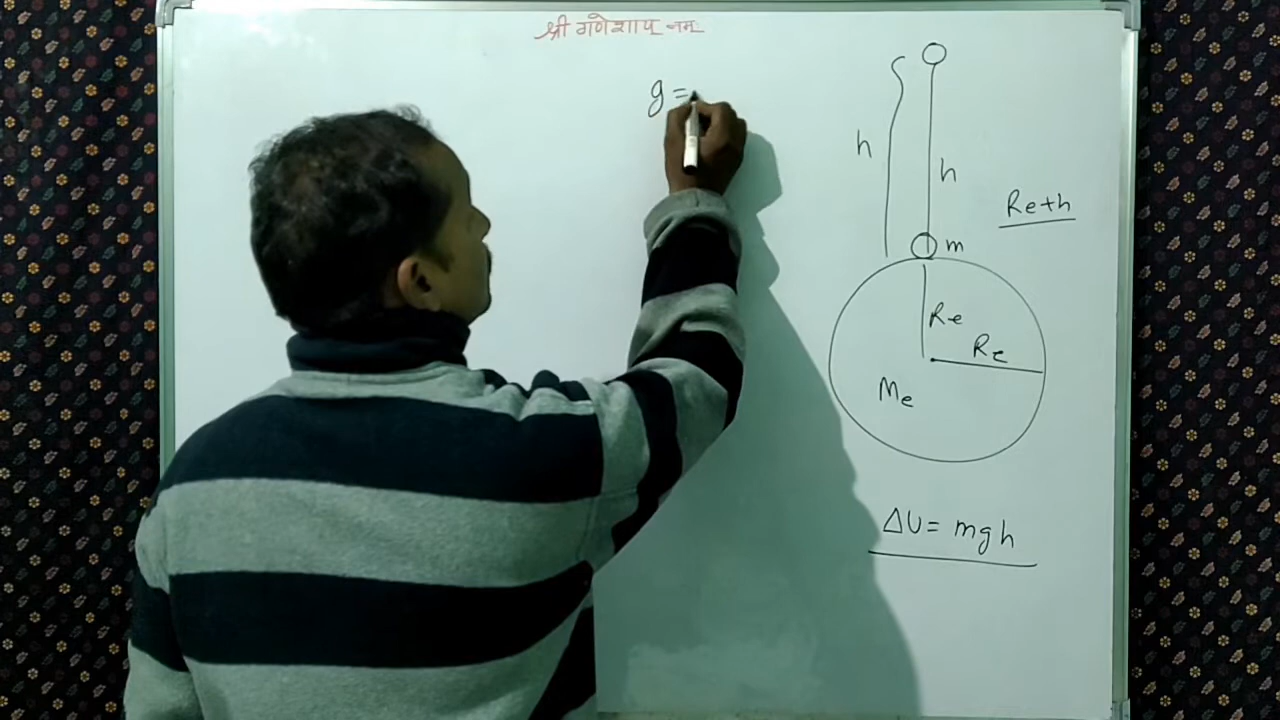 श्री गणेशाय नमः
g =
h
h
Re+h
m
Re
Re
Me
ΔU = mgh